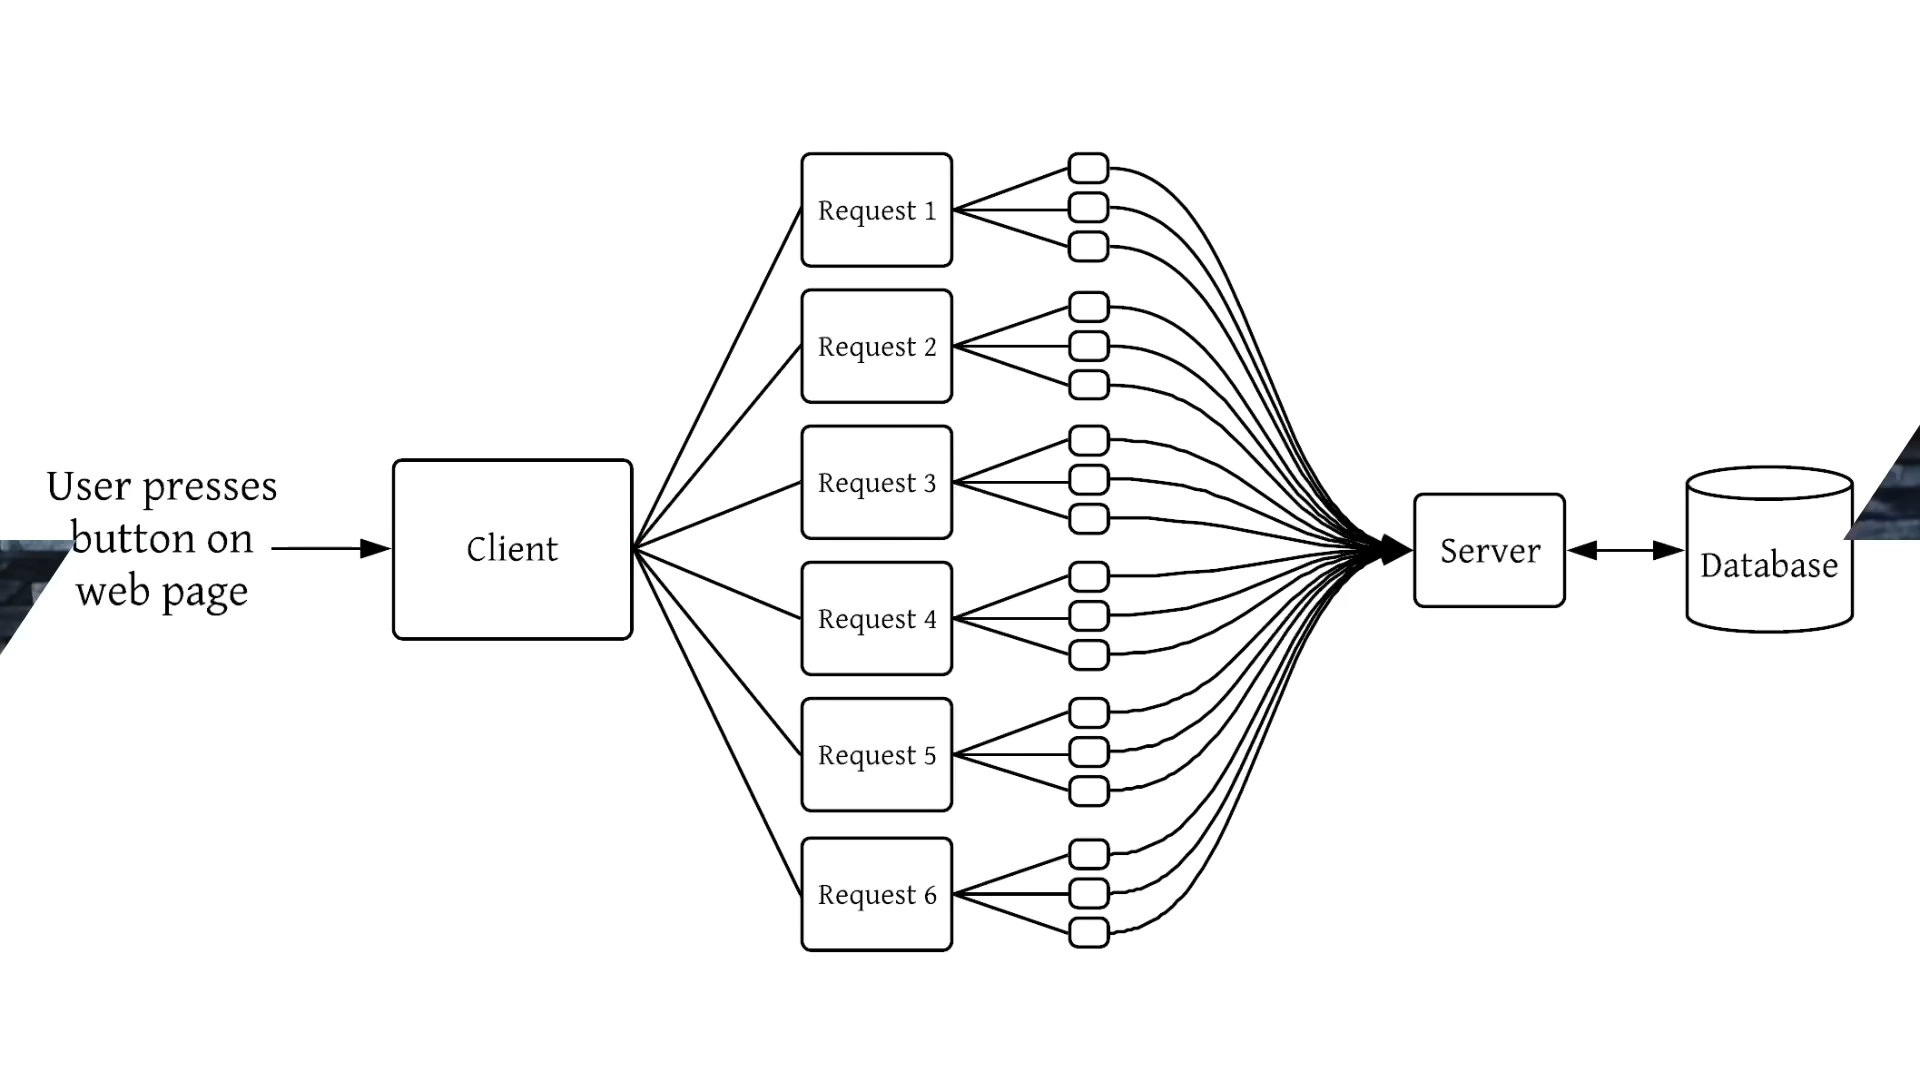 User presses
button on
web page
Client
Request 1
Request 2
Request 3
Request 4
Request 5
Request 6
Server
Database